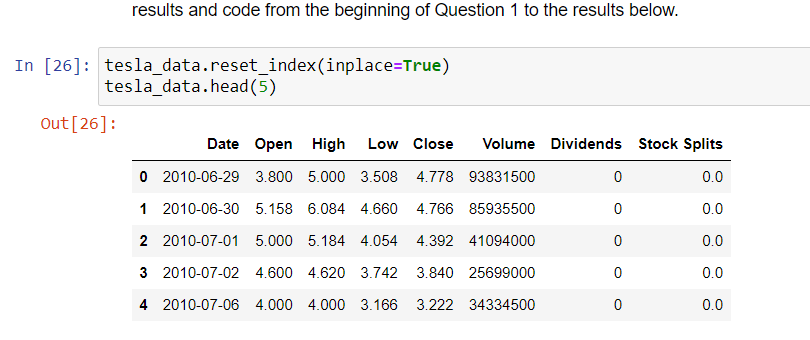 results and code from the beginning of Question 1 to the results below.
In [26]: tesla_data.reset_index(inplace=True)
tesla_data.head(5)
Out[26]:
Date Open High Low Close Volume Dividends Stock Splits
0 2010-06-29 3.800 5.000 3.508 4.778 93831500 0 0.0
1 2010-06-30 5.158 6.084 4.660 4.766 85935500 0 0.0
2 2010-07-01 5.000 5.184 4.054 4.392 41094000 0 0.0
3 2010-07-02 4.600 4.620 3.742 3.840 25699000 0 0.0
4 2010-07-06 4.000 4.000 3.166 3.222 34334500 0 0.0